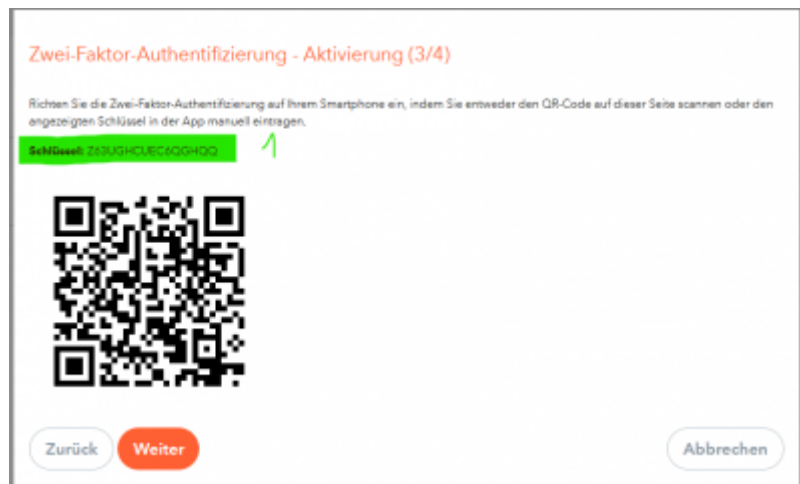 Zwei-Faktor-Authentifizierung - Aktivierung (3/4)
Richten Sie die Zwei-Faktor-Authentifizierung auf Ihrem Smartphone ein, indem Sie entweder den QR-Code auf dieser Seite scannen oder den
angezeigten Schlüssel in der App manuell eintragen.
Schlüssel: Z63UGHCUEC6QGHQQ
1
Zurück Weiter Abbrechen